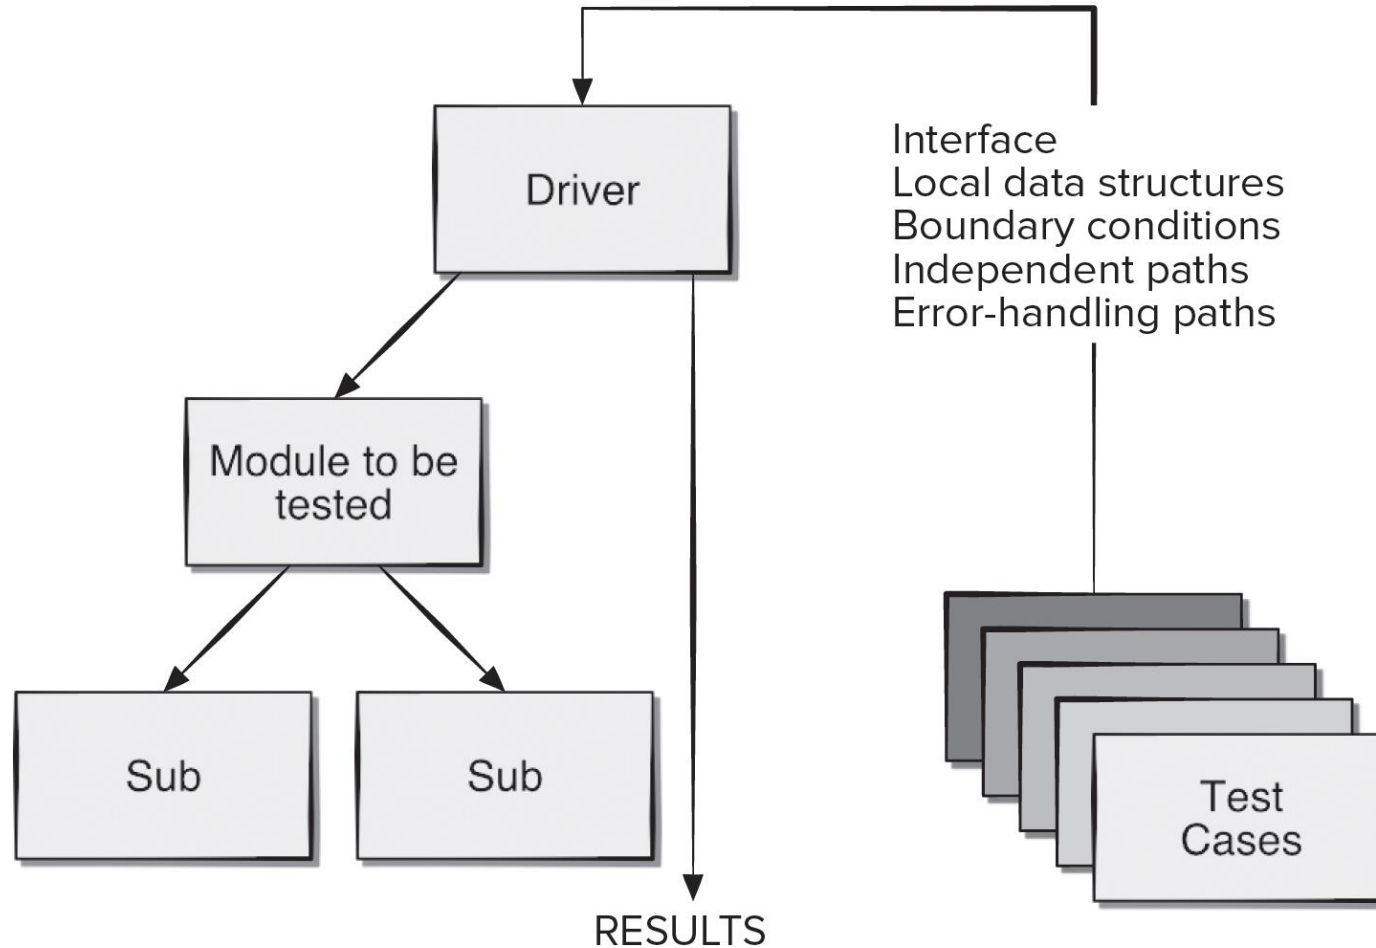 Driver
Interface
Local data structures
Boundary conditions
Independent paths
Error-handling paths
Module to be
tested
Sub
Sub
Test
Cases
RESULTS